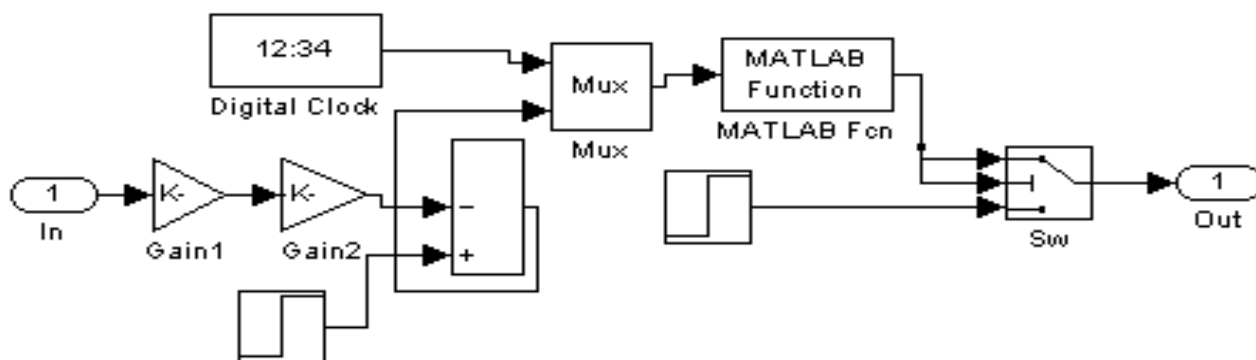 12:34
Digital Clock
Mux
Mux
MATLAB
Function
MATLAB Fcn
1
In
K-
Gain1
K-
Gain2
−
+
Sw
1
Out